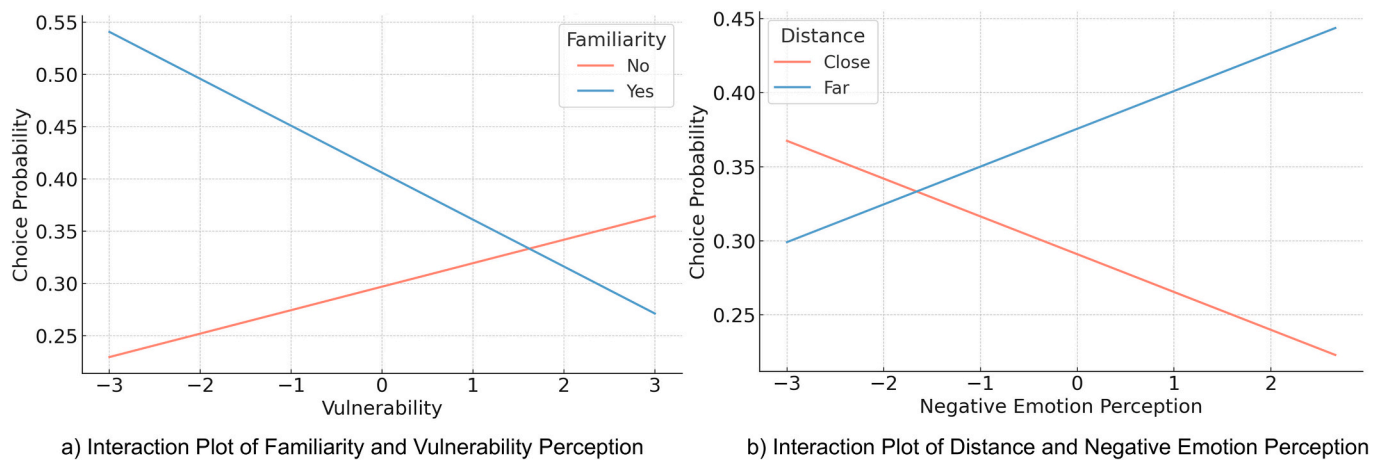 0.55
0.50
0.45
0.40
0.35
0.30
0.25
Choice Probability
Familiarity
No
Yes
−3 −2 −1 0 1 2 3
Vulnerability
a) Interaction Plot of Familiarity and Vulnerability Perception
0.45
0.40
0.35
0.30
0.25
Choice Probability
Distance
Close
Far
−3 −2 −1 0 1 2
Negative Emotion Perception
b) Interaction Plot of Distance and Negative Emotion Perception